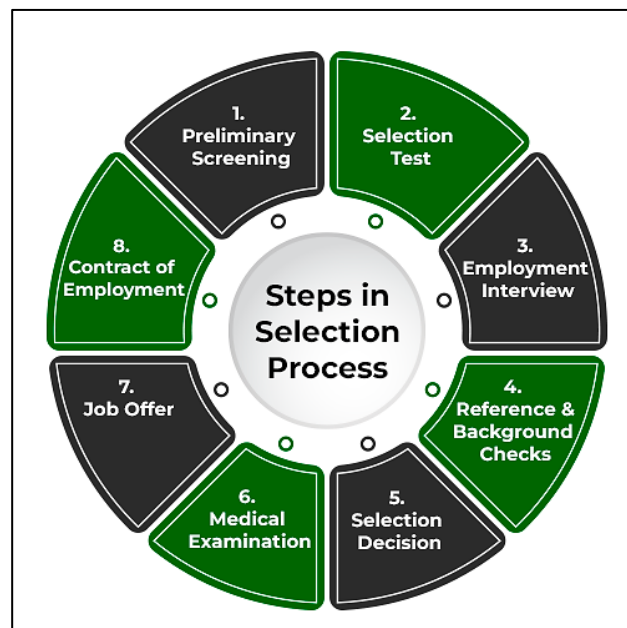 1.
Preliminary
Screening
2.
Selection
Test
3.
Employment
Interview
4.
Reference &
Background
Checks
5.
Selection
Decision
6.
Medical
Examination
7.
Job Offer
8.
Contract of
Employment
Steps in
Selection
Process